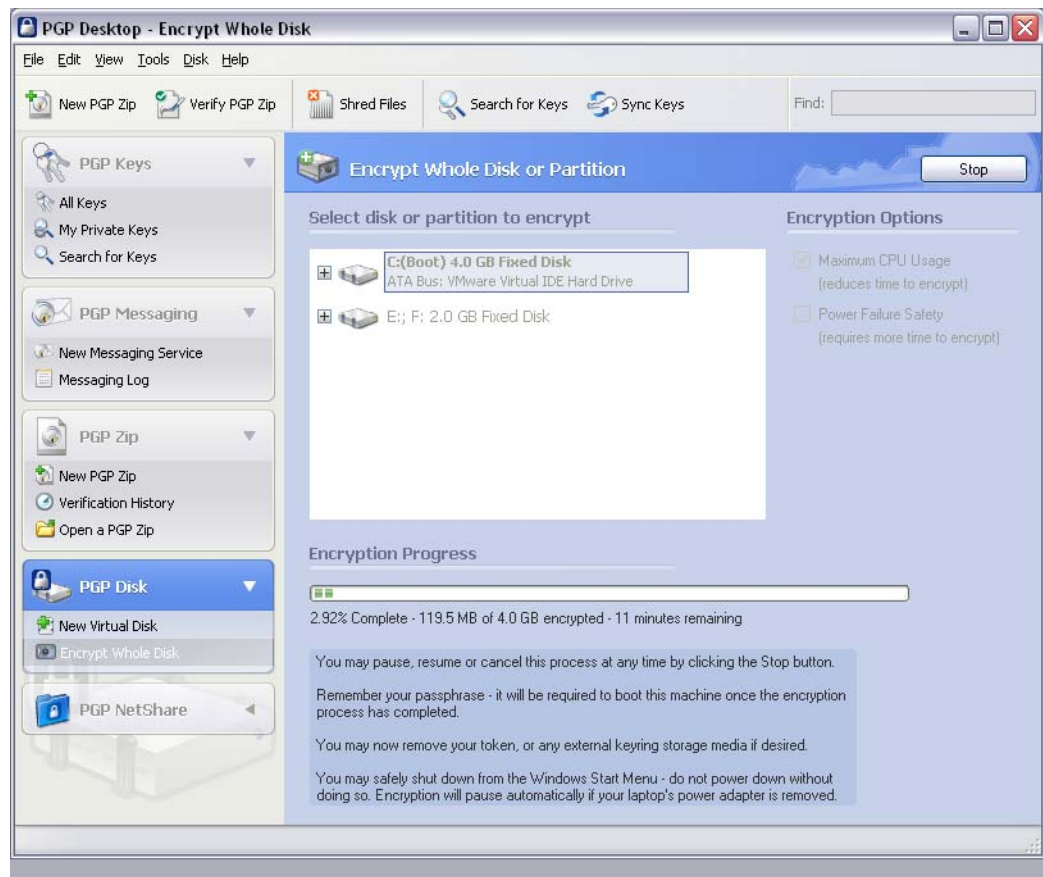 PGP Desktop - Encrypt Whole Disk
File Edit View Tools Disk Help
New PGP Zip Verify PGP Zip Shred Files Search for Keys Sync Keys Find:
PGP Keys
All Keys
My Private Keys
Search for Keys
PGP Messaging
New Messaging Service
Messaging Log
PGP Zip
New PGP Zip
Verification History
Open a PGP Zip
PGP Disk
New Virtual Disk
Encrypt Whole Disk
PGP NetShare
Encrypt Whole Disk or Partition
Stop
Select disk or partition to encrypt
C:(Boot) 4.0 GB Fixed Disk
ATA Bus: VMware Virtual IDE Hard Drive
E:; F: 2.0 GB Fixed Disk
Encryption Options
Maximum CPU Usage
(reduces time to encrypt)
Power Failure Safety
(requires more time to encrypt)
Encryption Progress
2.92% Complete - 119.5 MB of 4.0 GB encrypted - 11 minutes remaining
You may pause, resume or cancel this process at any time by clicking the Stop button.
Remember your passphrase - it will be required to boot this machine once the encryption
process has completed.
You may now remove your token, or any external keyring storage media if desired.
You may safely shut down from the Windows Start Menu - do not power down without
doing so. Encryption will pause automatically if your laptop's power adapter is removed.